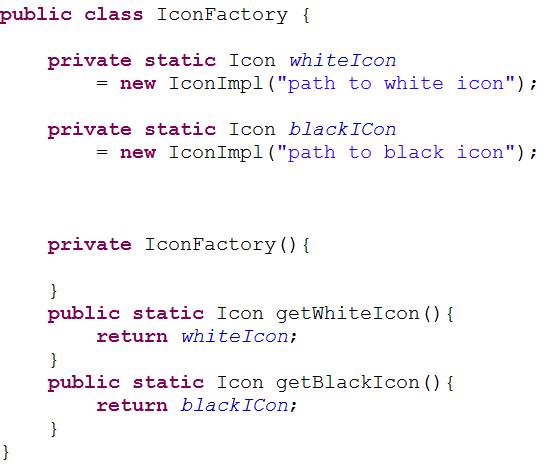 public class IconFactory {
private static Icon whiteIcon
= new IconImpl("path to white icon");
private static Icon blackICon
= new IconImpl("path to black icon");
private IconFactory(){
}
public static Icon getWhiteIcon(){
return whiteIcon;
}
public static Icon getBlackIcon(){
return blackICon;
}
}